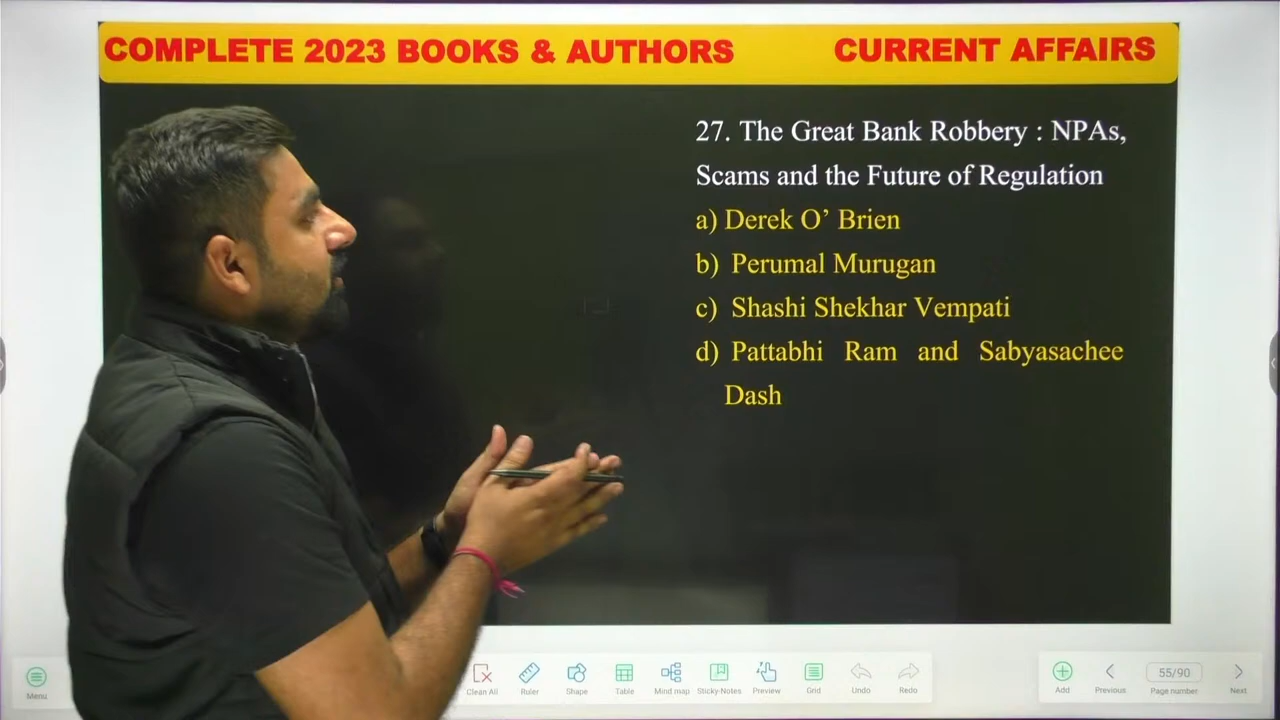 COMPLETE 2023 BOOKS & AUTHORS CURRENT AFFAIRS
27. The Great Bank Robbery : NPAs,
Scams and the Future of Regulation
a) Derek O’ Brien
b) Perumal Murugan
c) Shashi Shekhar Vempati
d) Pattabhi Ram and Sabyasachee
Dash
Menu
Clean All Ruler Shape Table Mind map Sticky-Notes Preview Grid Undo Redo
Add Previous 55/90 Page number Next